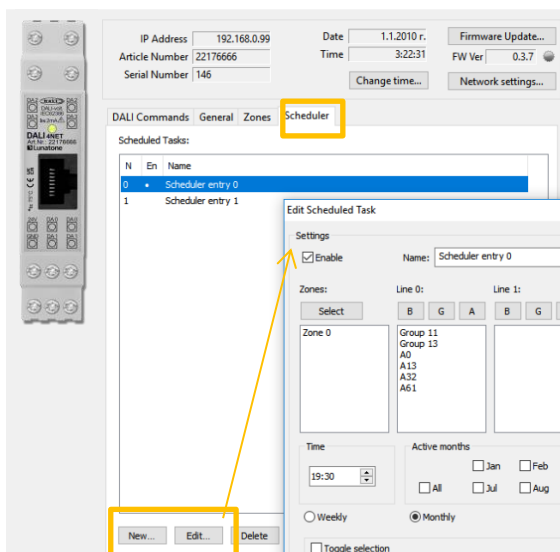 IP Address 192.168.0.99
Article Number 22176666
Serial Number 146
Date 1.1.2010 r.
Time 3:22:31
Change time...
Firmware Update...
FW Ver 0.3.7
Network settings...
DALI Commands General Zones Scheduler
Scheduled Tasks:
N En Name
0 • Scheduler entry 0
1 Scheduler entry 1
New... Edit... Delete
Edit Scheduled Task
Settings
Enable Name: Scheduler entry 0
Zones: Line 0: Line 1:
Select B G A B G
Zone 0
Group 11
Group 13
A0
A13
A32
A61
Time
19:30
Active months
Jan Feb
All Jul Aug
Weekly Monthly
Toggle selection
DALI 4NET
Art.Nr.: 22176666
Lunatone